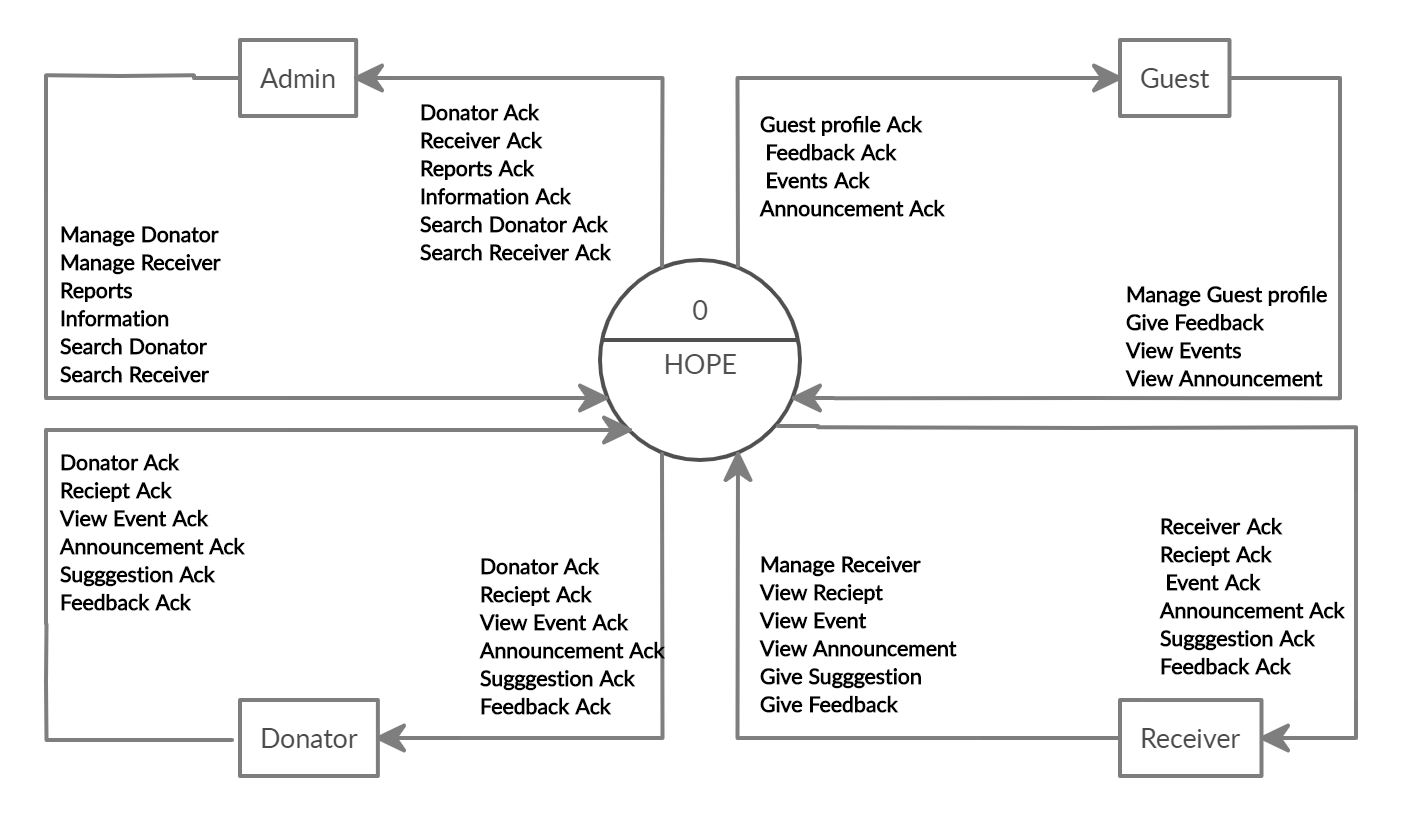 Admin
Guest
Donator Ack
Receiver Ack
Reports Ack
Information Ack
Search Donator Ack
Search Receiver Ack
Guest profile Ack
Feedback Ack
Events Ack
Announcement Ack
Manage Donator
Manage Receiver
Reports
Information
Search Donator
Search Receiver
0
HOPE
Manage Guest profile
Give Feedback
View Events
View Announcement
Donator Ack
Reciept Ack
View Event Ack
Announcement Ack
Sugggestion Ack
Feedback Ack
Donator Ack
Reciept Ack
View Event Ack
Announcement Ack
Sugggestion Ack
Feedback Ack
Manage Receiver
View Reciept
View Event
View Announcement
Give Sugggestion
Give Feedback
Receiver Ack
Reciept Ack
Event Ack
Announcement Ack
Sugggestion Ack
Feedback Ack
Donator
Receiver